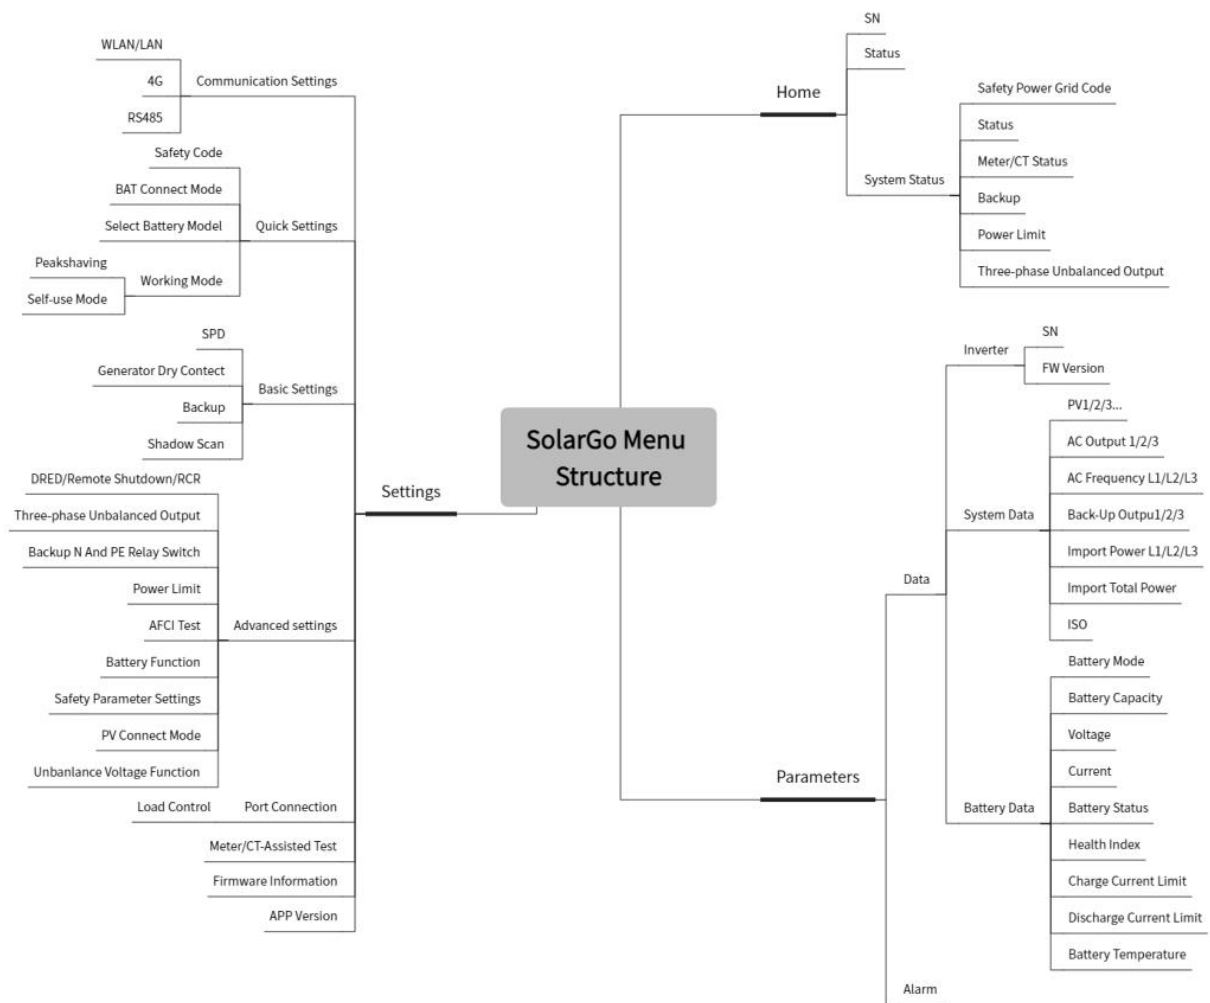 SolarGo Menu
Structure
Home
SN
Status
System Status
Safety Power Grid Code
Status
Meter/CT Status
Backup
Power Limit
Three-phase Unbalanced Output
Parameters
Data
Inverter
SN
FW Version
System Data
PV1/2/3...
AC Output 1/2/3
AC Frequency L1/L2/L3
Back-Up Outpu1/2/3
Import Power L1/L2/L3
Import Total Power
ISO
Battery Data
Battery Mode
Battery Capacity
Voltage
Current
Battery Status
Health Index
Charge Current Limit
Discharge Current Limit
Battery Temperature
Alarm
Settings
Communication Settings
WLAN/LAN
4G
RS485
Quick Settings
Safety Code
BAT Connect Mode
Select Battery Model
Working Mode
Peakshaving
Self-use Mode
Basic Settings
SPD
Generator Dry Contect
Backup
Shadow Scan
Advanced settings
DRED/Remote Shutdown/RCR
Three-phase Unbalanced Output
Backup N And PE Relay Switch
Power Limit
AFCI Test
Battery Function
Safety Parameter Settings
PV Connect Mode
Unbanlance Voltage Function
Port Connection
Load Control
Meter/CT-Assisted Test
Firmware Information
APP Version